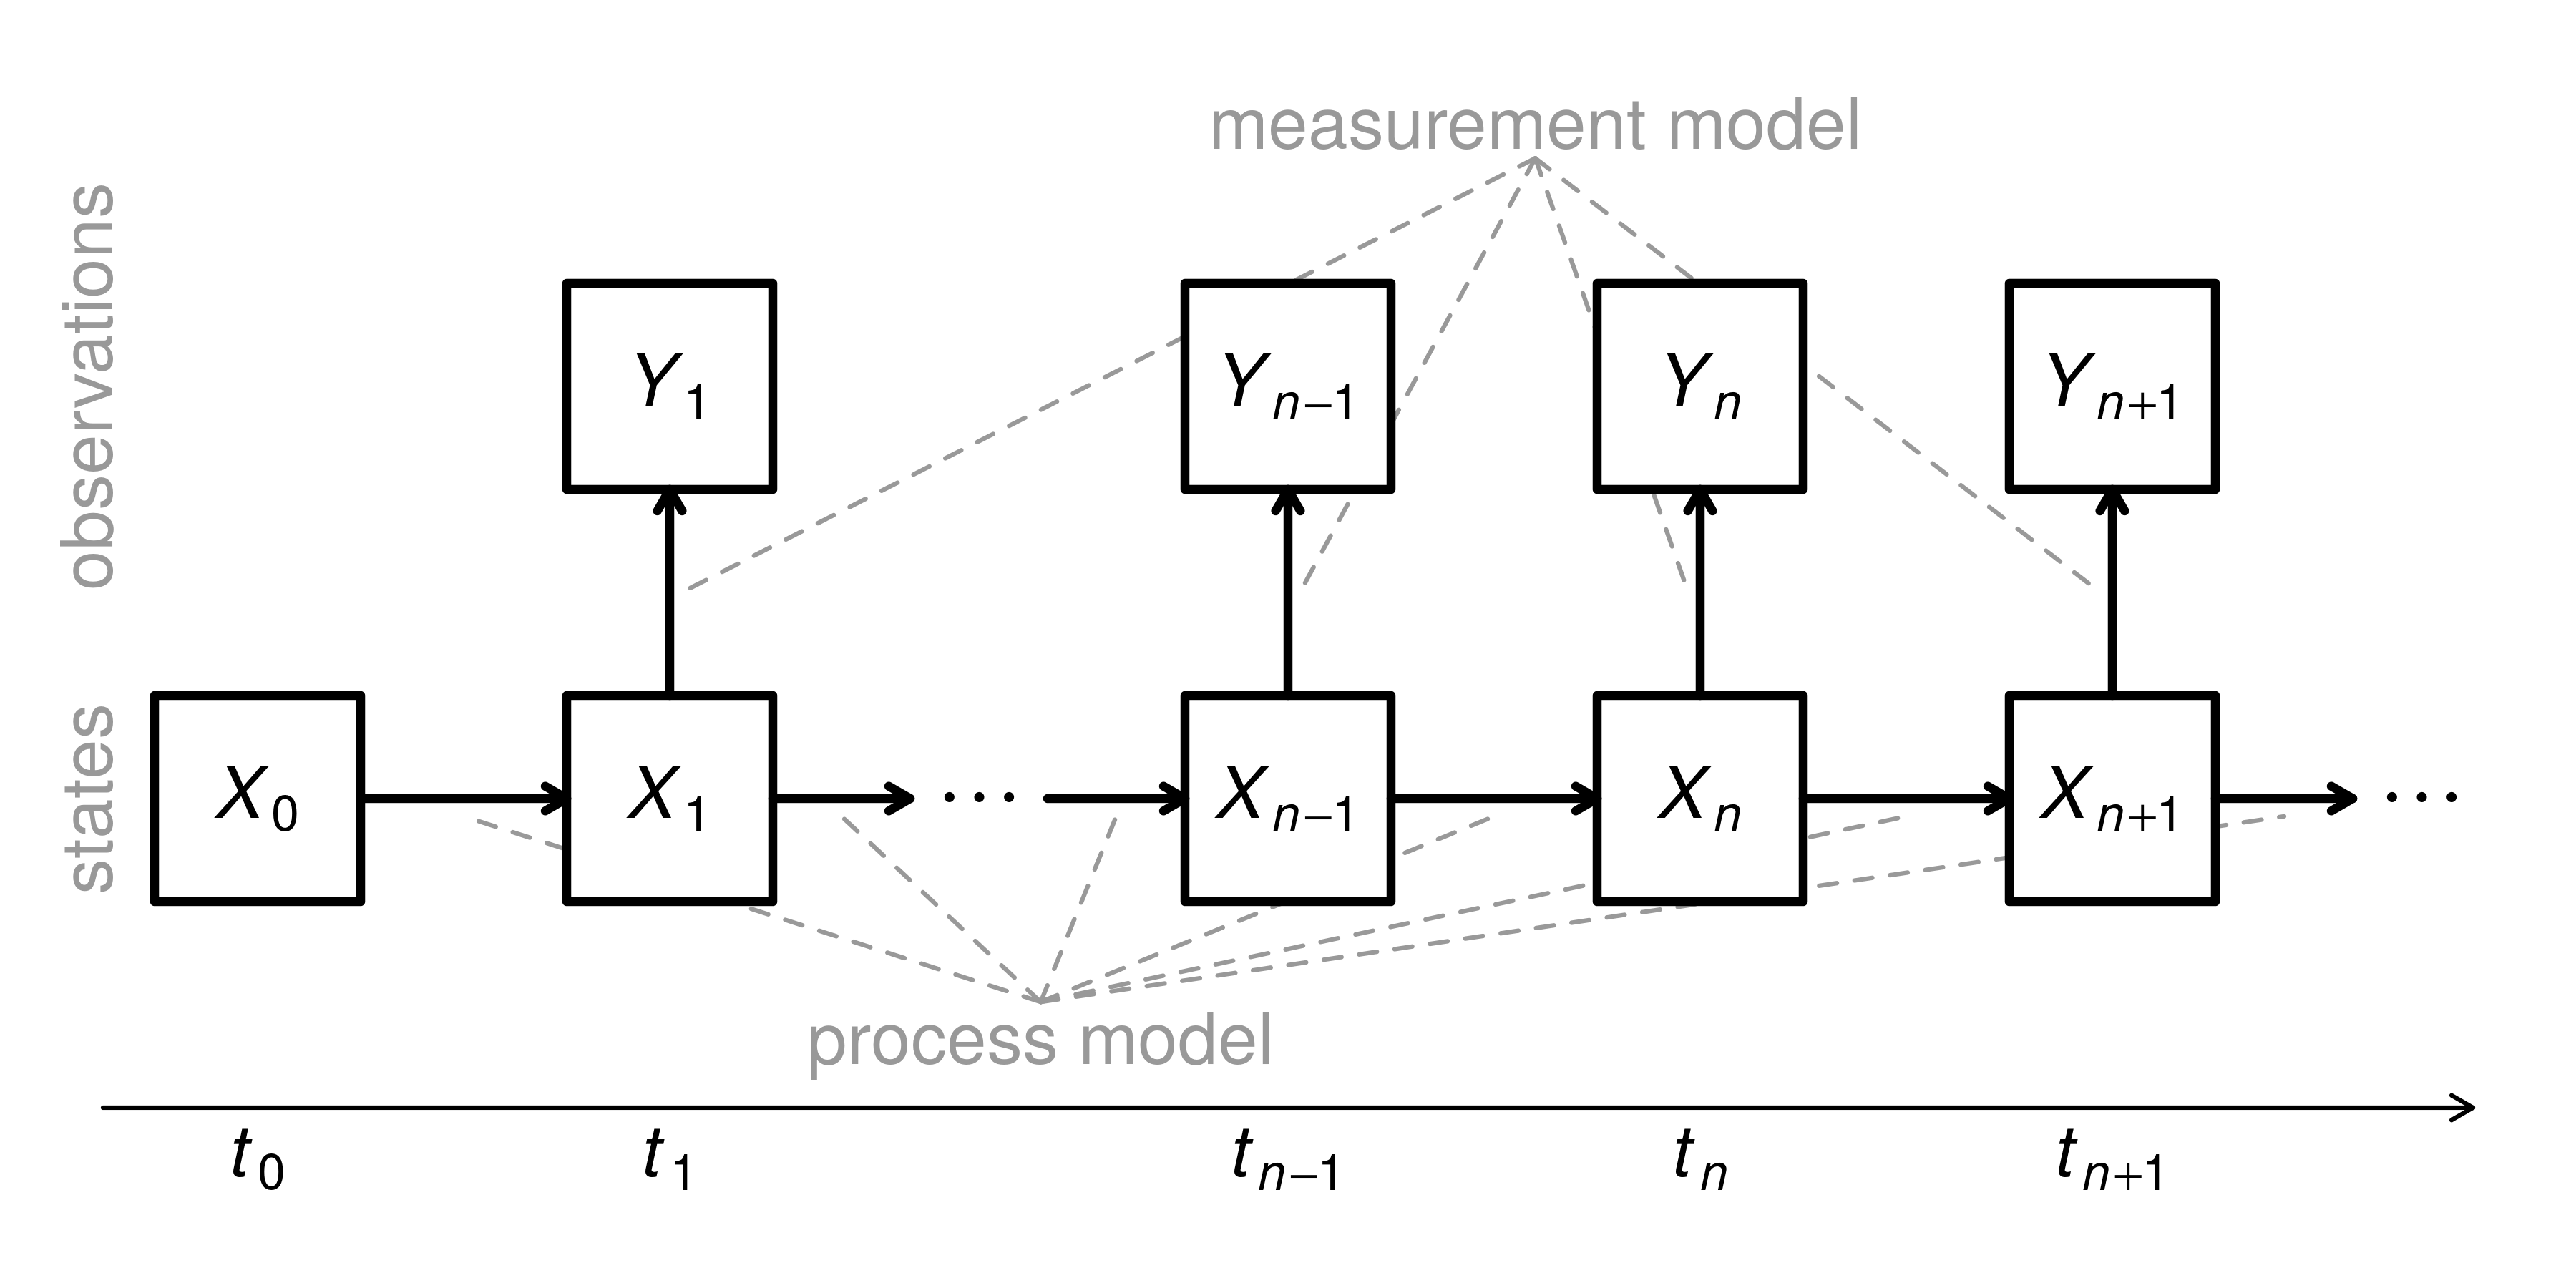 measurement model
observations
Y₁ Yₙ₋₁ Yₙ Yₙ₊₁
states
X₀ X₁ ··· Xₙ₋₁ Xₙ Xₙ₊₁ ···
process model
t₀ t₁ tₙ₋₁ tₙ tₙ₊₁